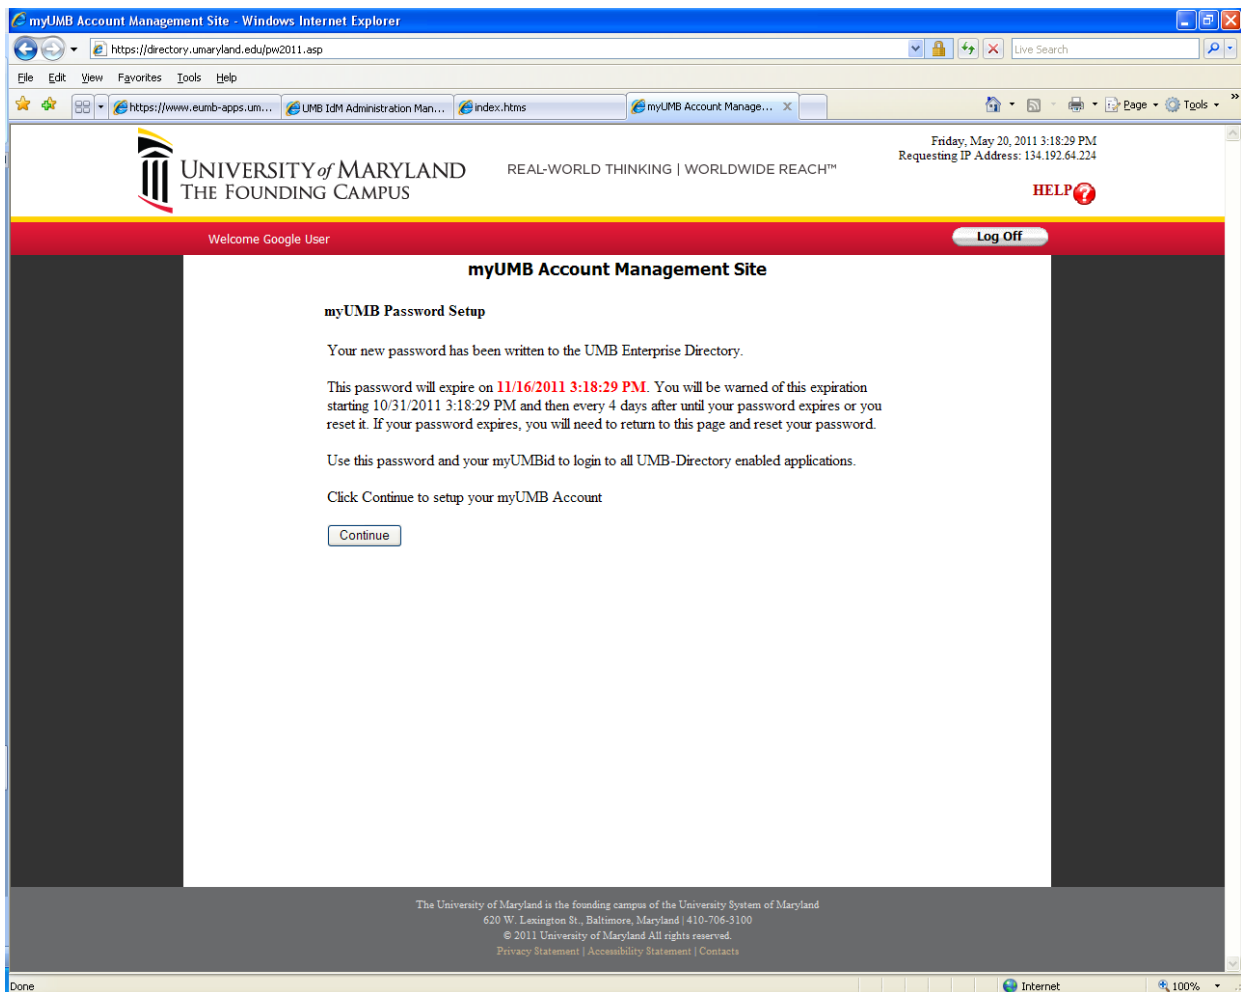 myUMB Account Management Site - Windows Internet Explorer
https://directory.umaryland.edu/pw2011.asp
Live Search
File Edit View Favorites Tools Help
https://www.eumb-apps.um... UMB IdM Administration Man... index.htms myUMB Account Manage... X
Page Tools
Friday, May 20, 2011 3:18:29 PM
Requesting IP Address: 134.192.64.224
UNIVERSITY of MARYLAND
THE FOUNDING CAMPUS
REAL-WORLD THINKING | WORLDWIDE REACH™
HELP?
Welcome Google User
Log Off
myUMB Account Management Site
myUMB Password Setup
Your new password has been written to the UMB Enterprise Directory.
This password will expire on 11/16/2011 3:18:29 PM. You will be warned of this expiration
starting 10/31/2011 3:18:29 PM and then every 4 days after until your password expires or you
reset it. If your password expires, you will need to return to this page and reset your password.
Use this password and your myUMBid to login to all UMB-Directory enabled applications.
Click Continue to setup your myUMB Account
Continue
The University of Maryland is the founding campus of the University System of Maryland
620 W. Lexington St., Baltimore, Maryland | 410-706-3100
© 2011 University of Maryland All rights reserved.
Privacy Statement | Accessibility Statement | Contacts
Done
Internet
100%